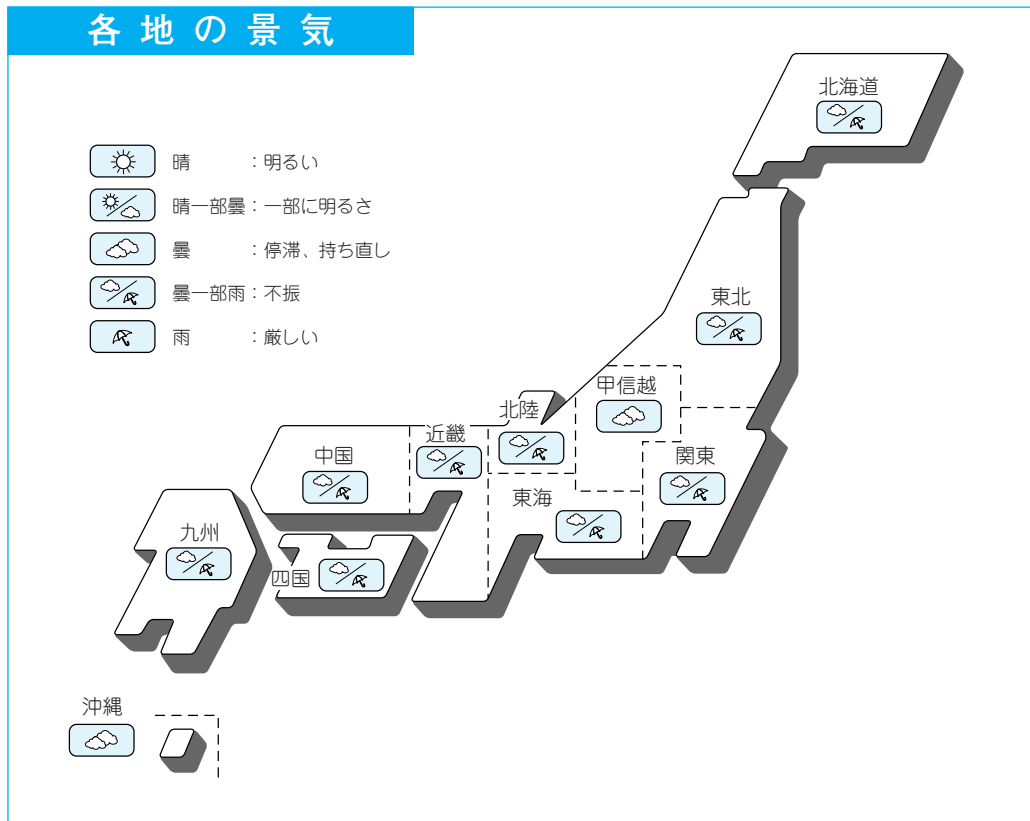 各地の景気
北海道
晴　　　：明るい
晴一部曇：一部に明るさ
曇　　　：停滞、持ち直し
曇一部雨：不振
雨　　　：厳しい
東北
甲信越
北陸
近畿
中国
関東
東海
九州
四国
沖縄